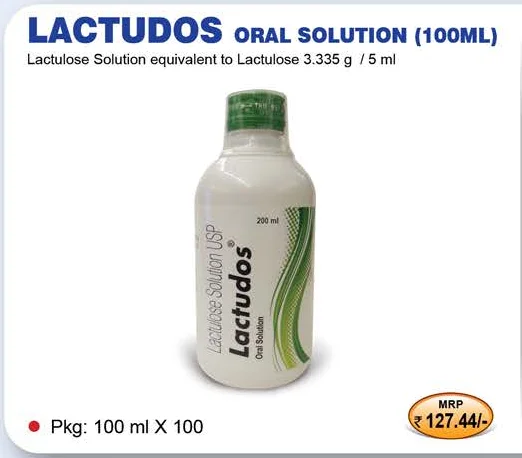 LACTUDOS ORAL SOLUTION (100ML)
Lactulose Solution equivalent to Lactulose 3.335 g / 5 ml
200 ml
Lactulose Solution USP
Lactudos®
Oral Solution
Pkg: 100 ml X 100
MRP
₹ 127.44/-